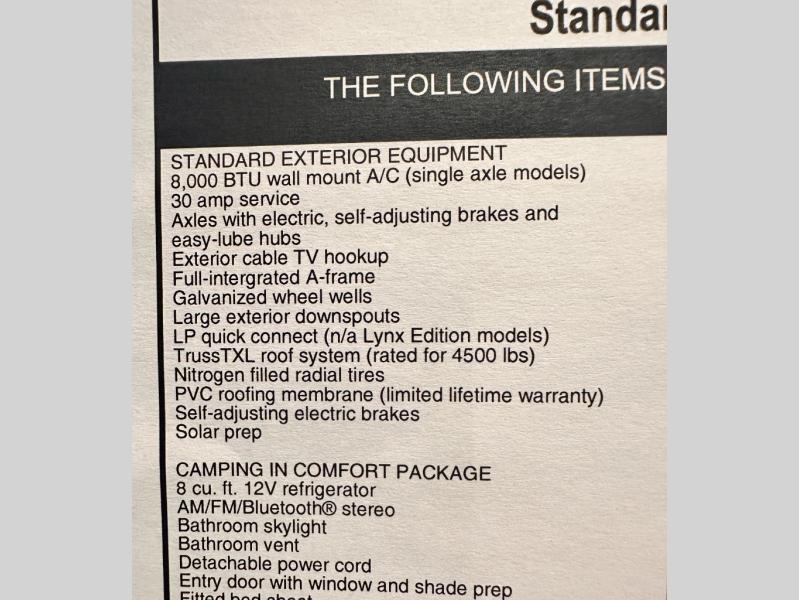 Standar
THE FOLLOWING ITEMS
STANDARD EXTERIOR EQUIPMENT
8,000 BTU wall mount A/C (single axle models)
30 amp service
Axles with electric, self-adjusting brakes and
easy-lube hubs
Exterior cable TV hookup
Full-intergrated A-frame
Galvanized wheel wells
Large exterior downspouts
LP quick connect (n/a Lynx Edition models)
TrussTXL roof system (rated for 4500 lbs)
Nitrogen filled radial tires
PVC roofing membrane (limited lifetime warranty)
Self-adjusting electric brakes
Solar prep
CAMPING IN COMFORT PACKAGE
8 cu. ft. 12V refrigerator
AM/FM/Bluetooth® stereo
Bathroom skylight
Bathroom vent
Detachable power cord
Entry door with window and shade prep
Fitted bed sheet